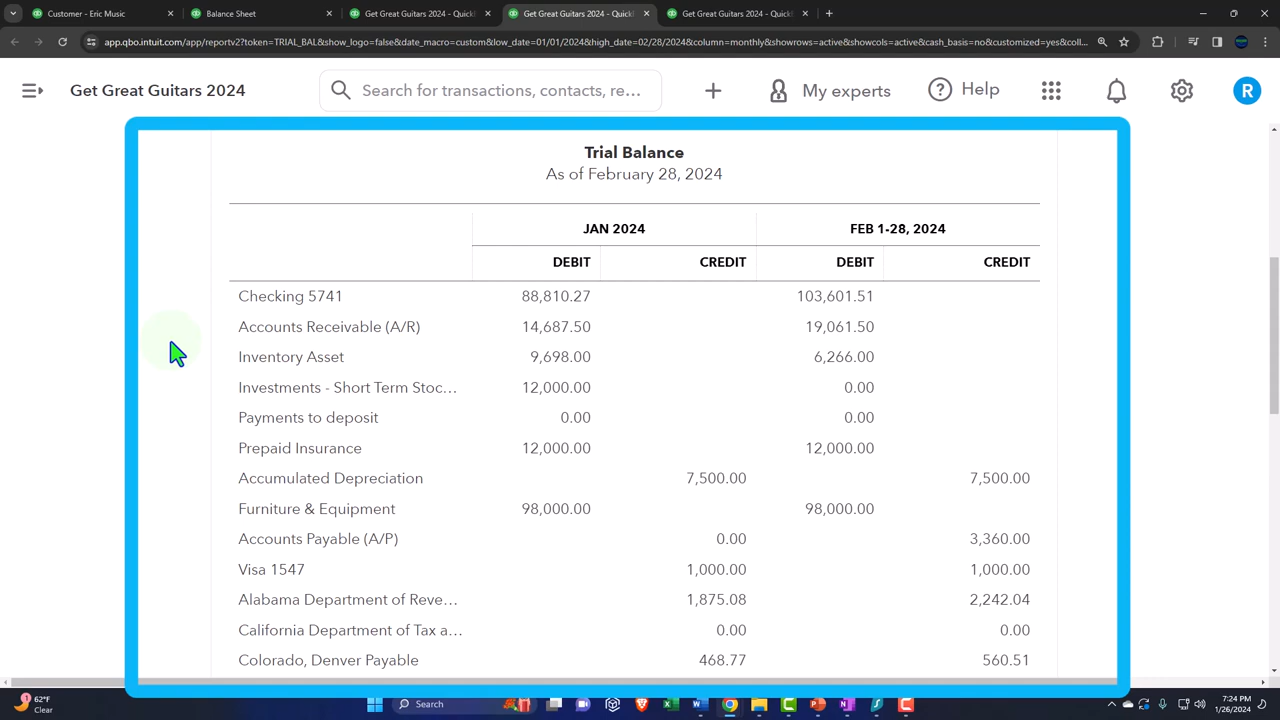 Customer - Eric Music
Balance Sheet
Get Great Guitars 2024 - Quick
Get Great Guitars 2024 - Quick
Get Great Guitars 2024 - Quick
app.qbo.intuit.com/app/reportv2?token=TRIAL_BAL&show_logo=false&date_macro=custom&low_date=01/01/2024&high_date=02/28/2024&column=monthly&showrows=active&showcols=active&cash_basis=no&customized=yes&coll...
Get Great Guitars 2024
Search for transactions, contacts, re...
My experts
Help
R
Trial Balance
As of February 28, 2024
JAN 2024 FEB 1-28, 2024
DEBIT CREDIT DEBIT CREDIT
Checking 5741 88,810.27 103,601.51
Accounts Receivable (A/R) 14,687.50 19,061.50
Inventory Asset 9,698.00 6,266.00
Investments - Short Term Stoc... 12,000.00 0.00
Payments to deposit 0.00 0.00
Prepaid Insurance 12,000.00 12,000.00
Accumulated Depreciation 7,500.00 7,500.00
Furniture & Equipment 98,000.00 98,000.00
Accounts Payable (A/P) 0.00 3,360.00
Visa 1547 1,000.00 1,000.00
Alabama Department of Reve... 1,875.08 2,242.04
California Department of Tax a... 0.00 0.00
Colorado, Denver Payable 468.77 560.51
62°F
Clear
Search
7:24 PM
1/26/2024